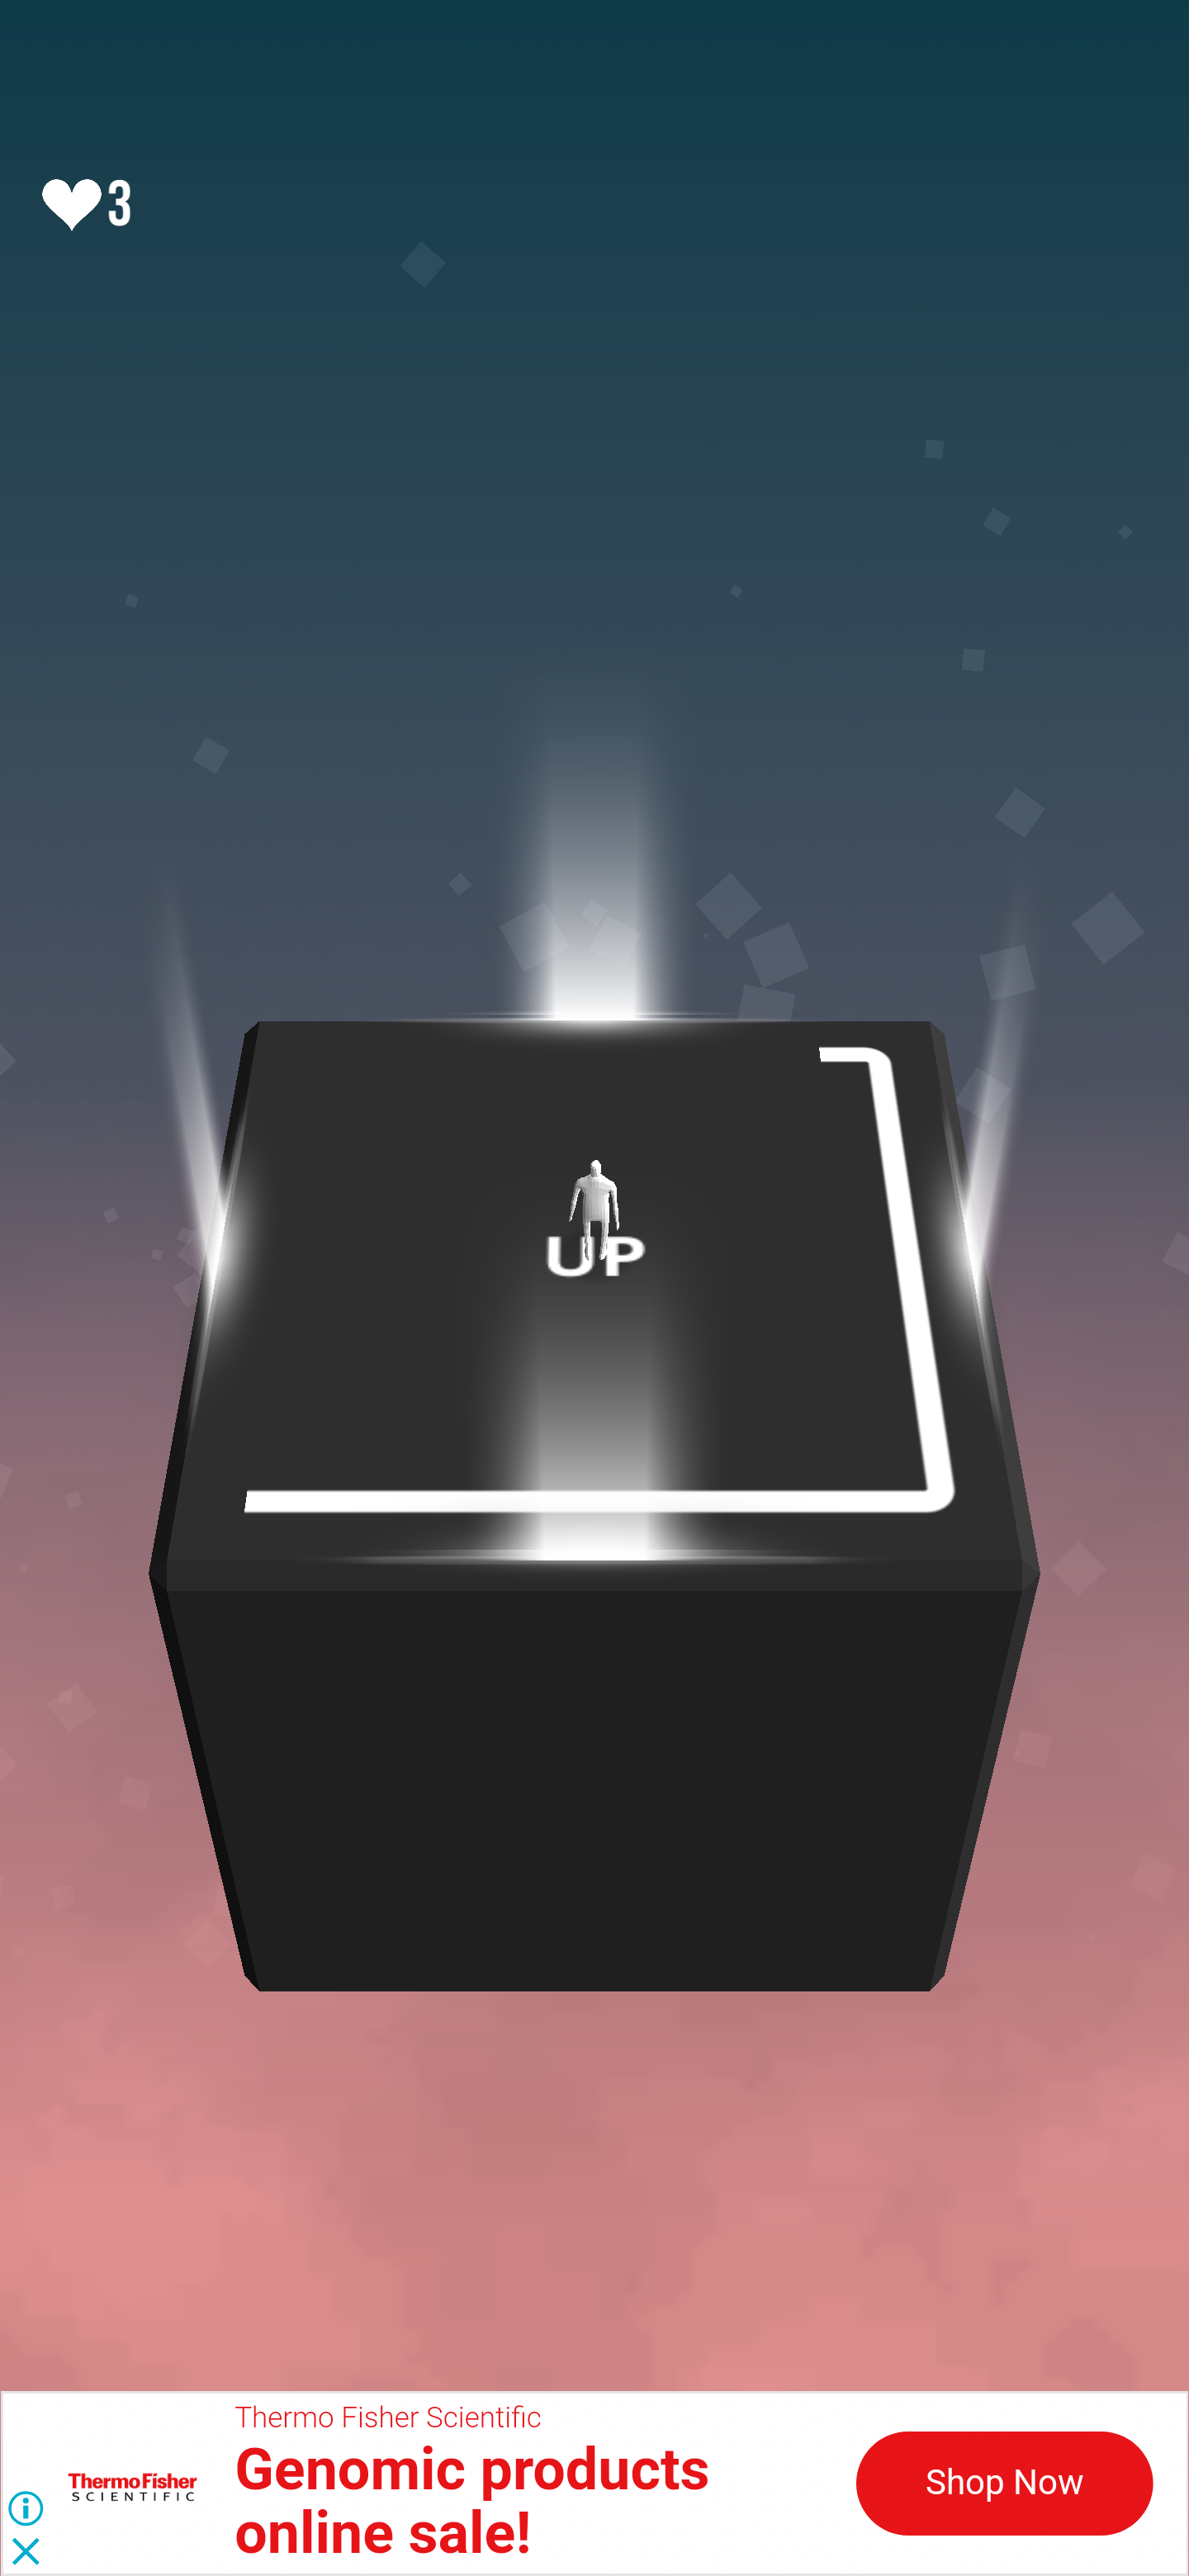 3
UP
Thermo Fisher Scientific
Genomic products
online sale!
ThermoFisher
SCIENTIFIC
Shop Now